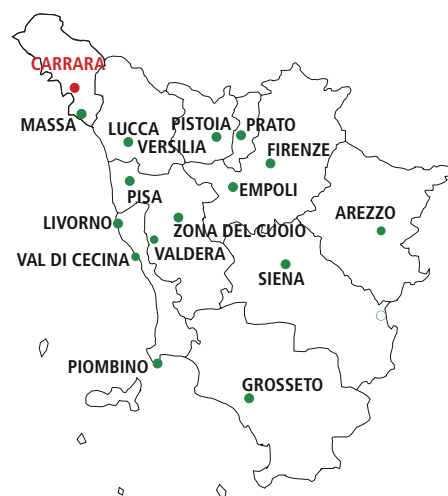 CARRARA
MASSA
LUCCA
VERSILIA
PISTOIA
PRATO
FIRENZE
EMPOLI
PISA
LIVORNO
ZONA DEL CUOIO
AREZZO
VALDERA
VAL DI CECINA
SIENA
PIOMBINO
GROSSETO